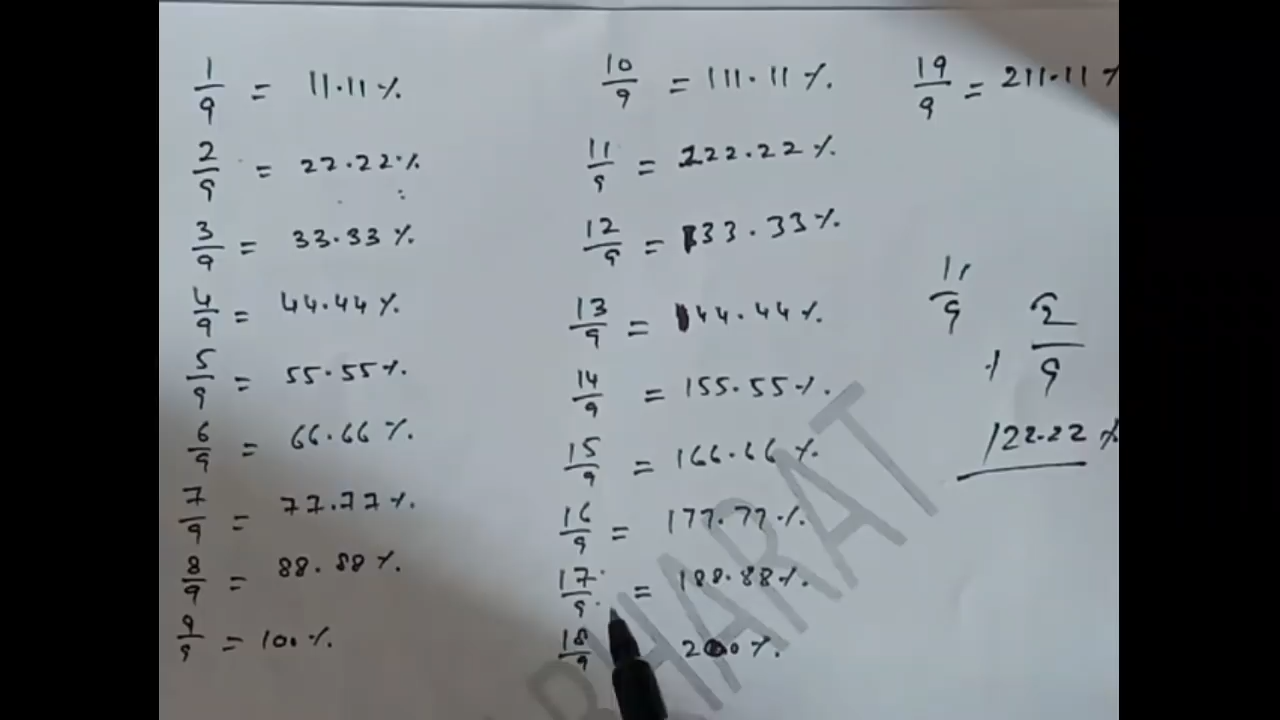 1/9 = 11.11%
2/9 = 22.22%
3/9 = 33.33%
4/9 = 44.44%
5/9 = 55.55%
6/9 = 66.66%
7/9 = 77.77%
8/9 = 88.88%
9/9 = 100%
10/9 = 111.11%
11/9 = 122.22%
12/9 = 133.33%
13/9 = 144.44%
14/9 = 155.55%
15/9 = 166.66%
16/9 = 177.77%
17/9 = 188.88%
18/9 200%
19/9 = 211.11%
11/9
1 2/9
122.22%
BHARAT